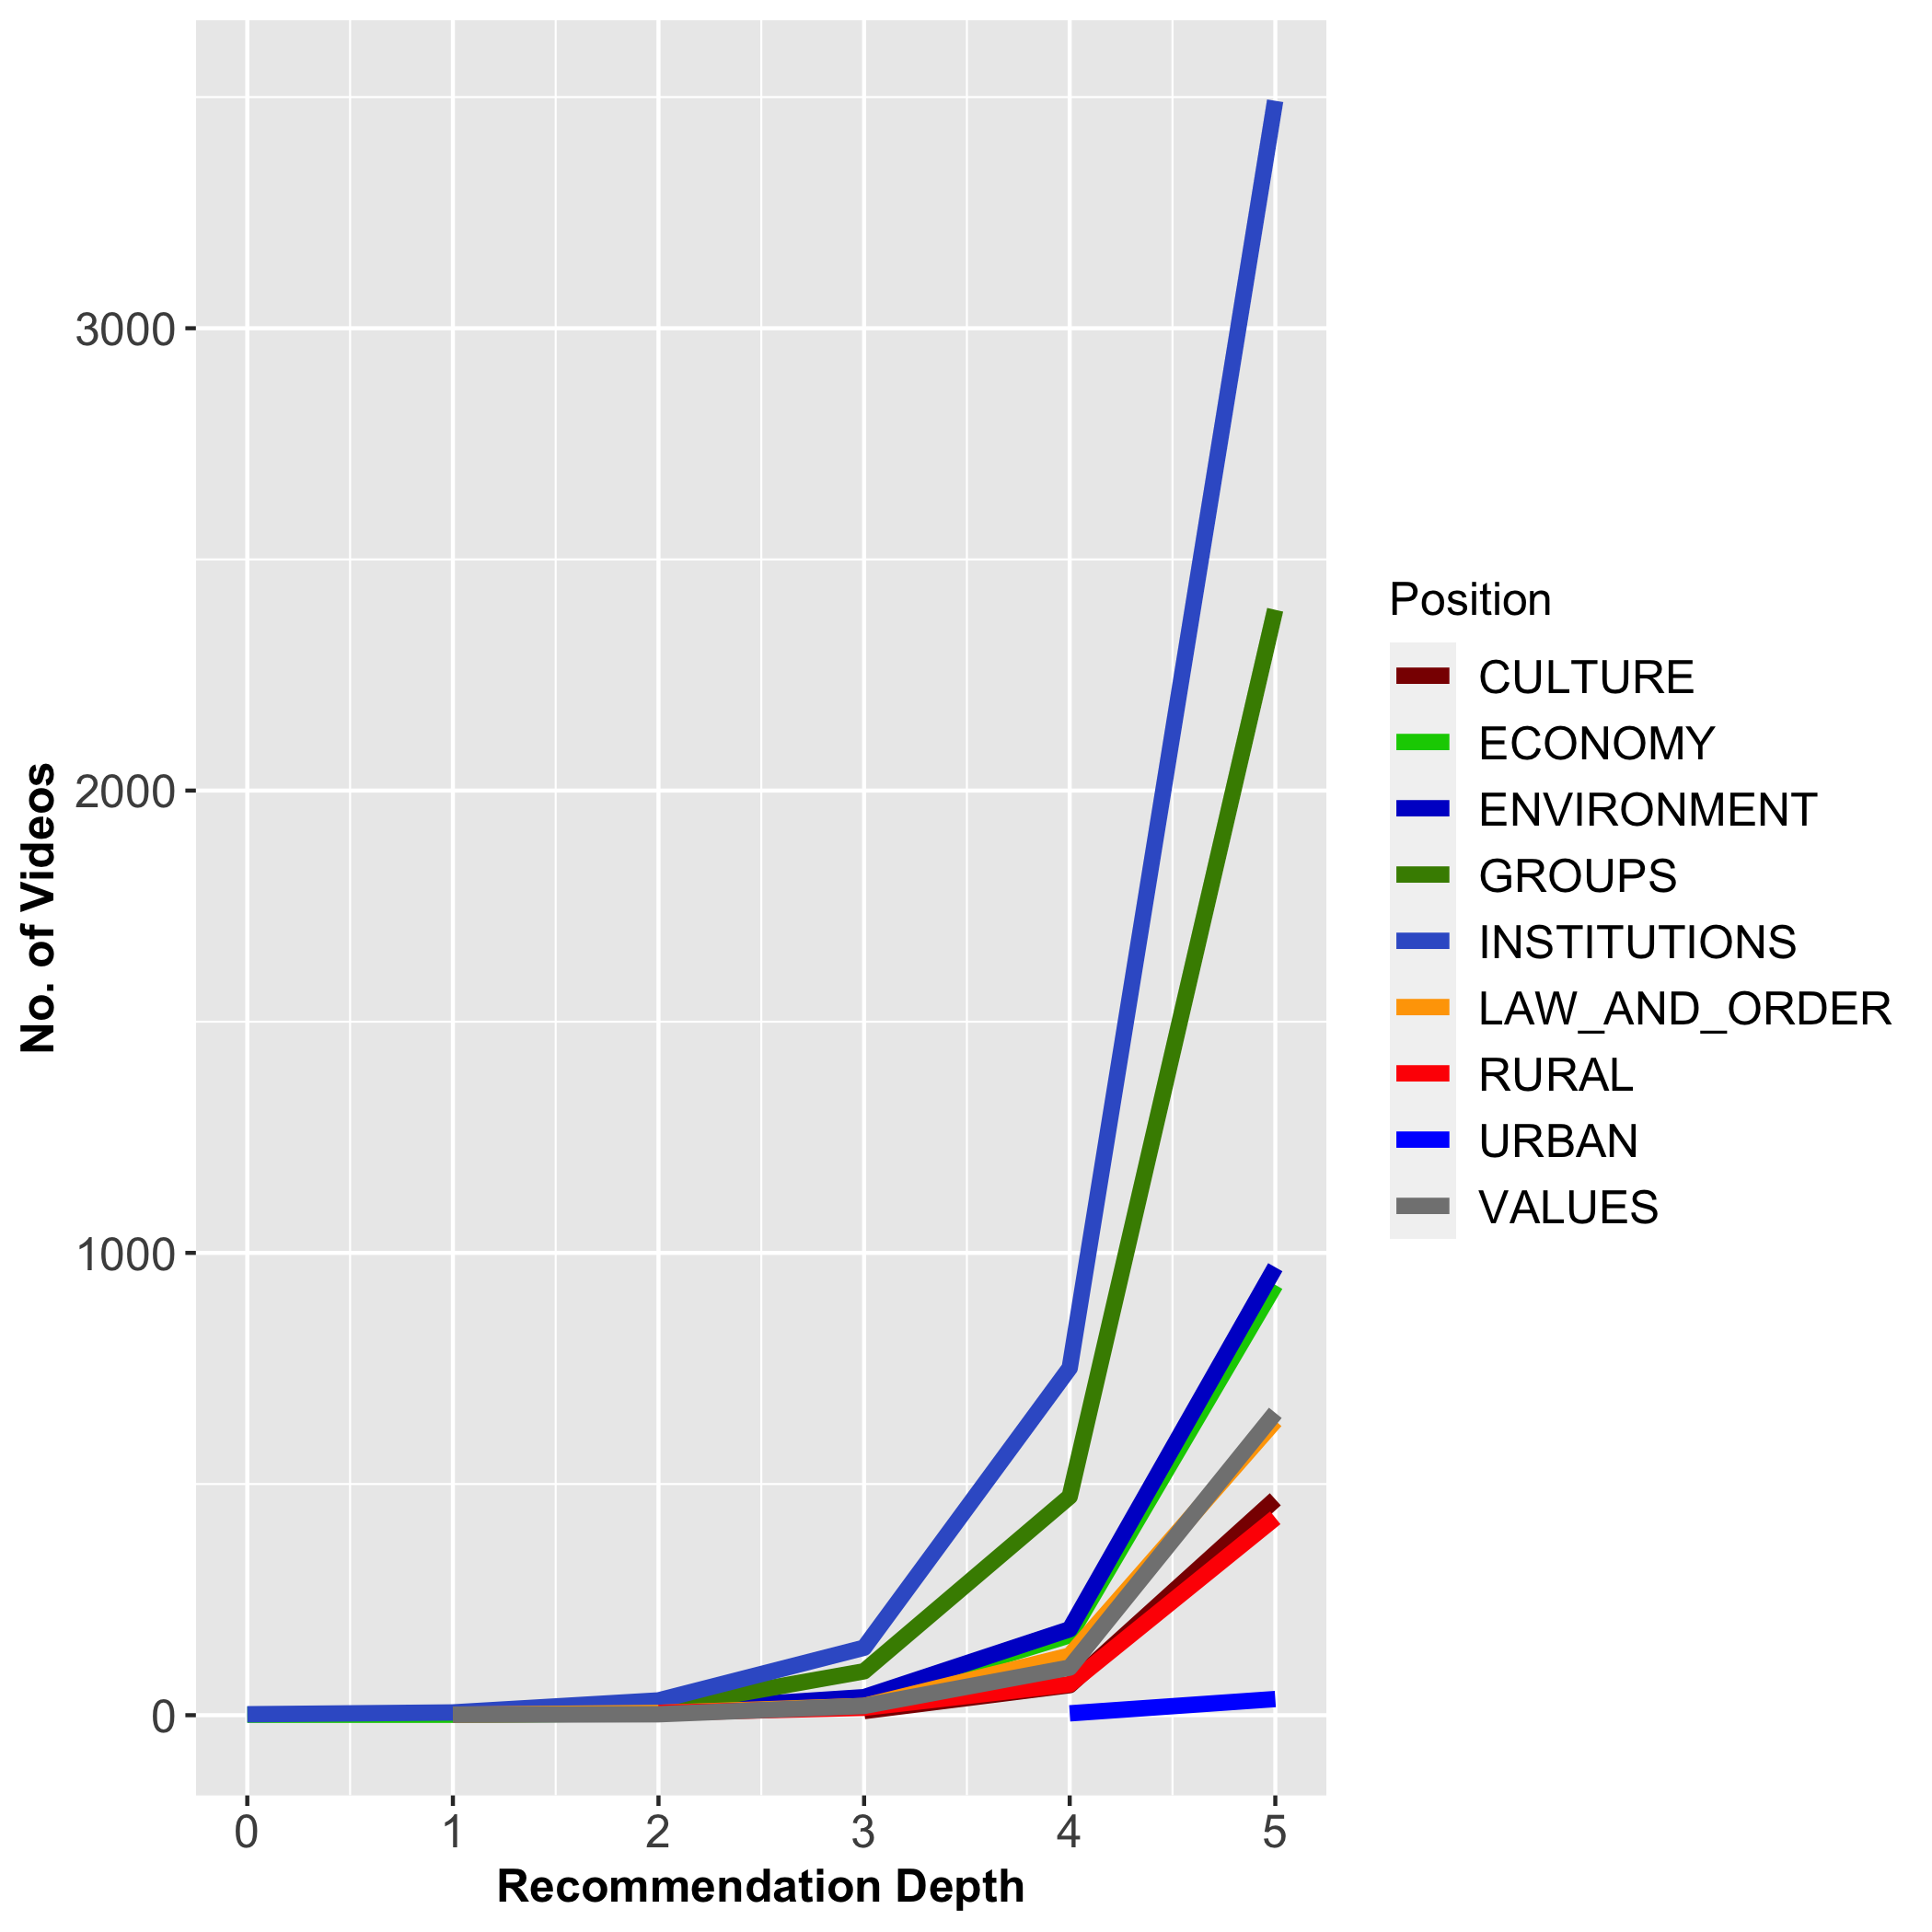 No. of Videos
3000
2000
1000
0
0 1 2 3 4 5
Recommendation Depth
Position
CULTURE
ECONOMY
ENVIRONMENT
GROUPS
INSTITUTIONS
LAW_AND_ORDER
RURAL
URBAN
VALUES